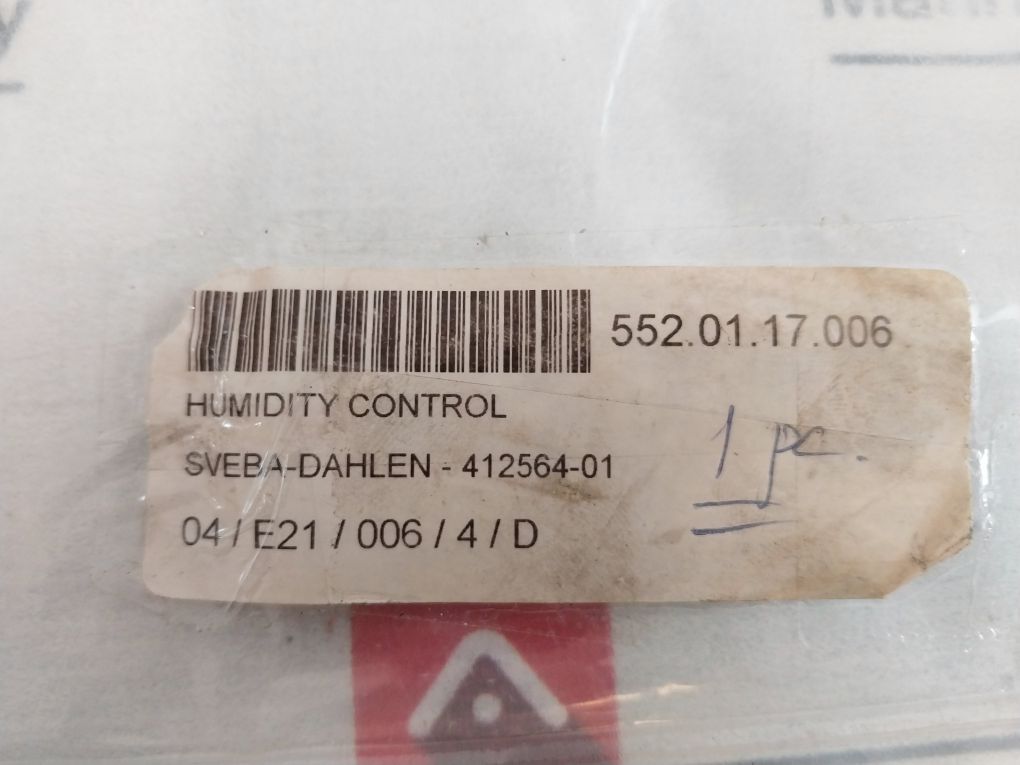 552.01.17.006
HUMIDITY CONTROL
SVEBA-DAHLEN - 412564-01
1 pc.
04 / E21 / 006 / 4 / D